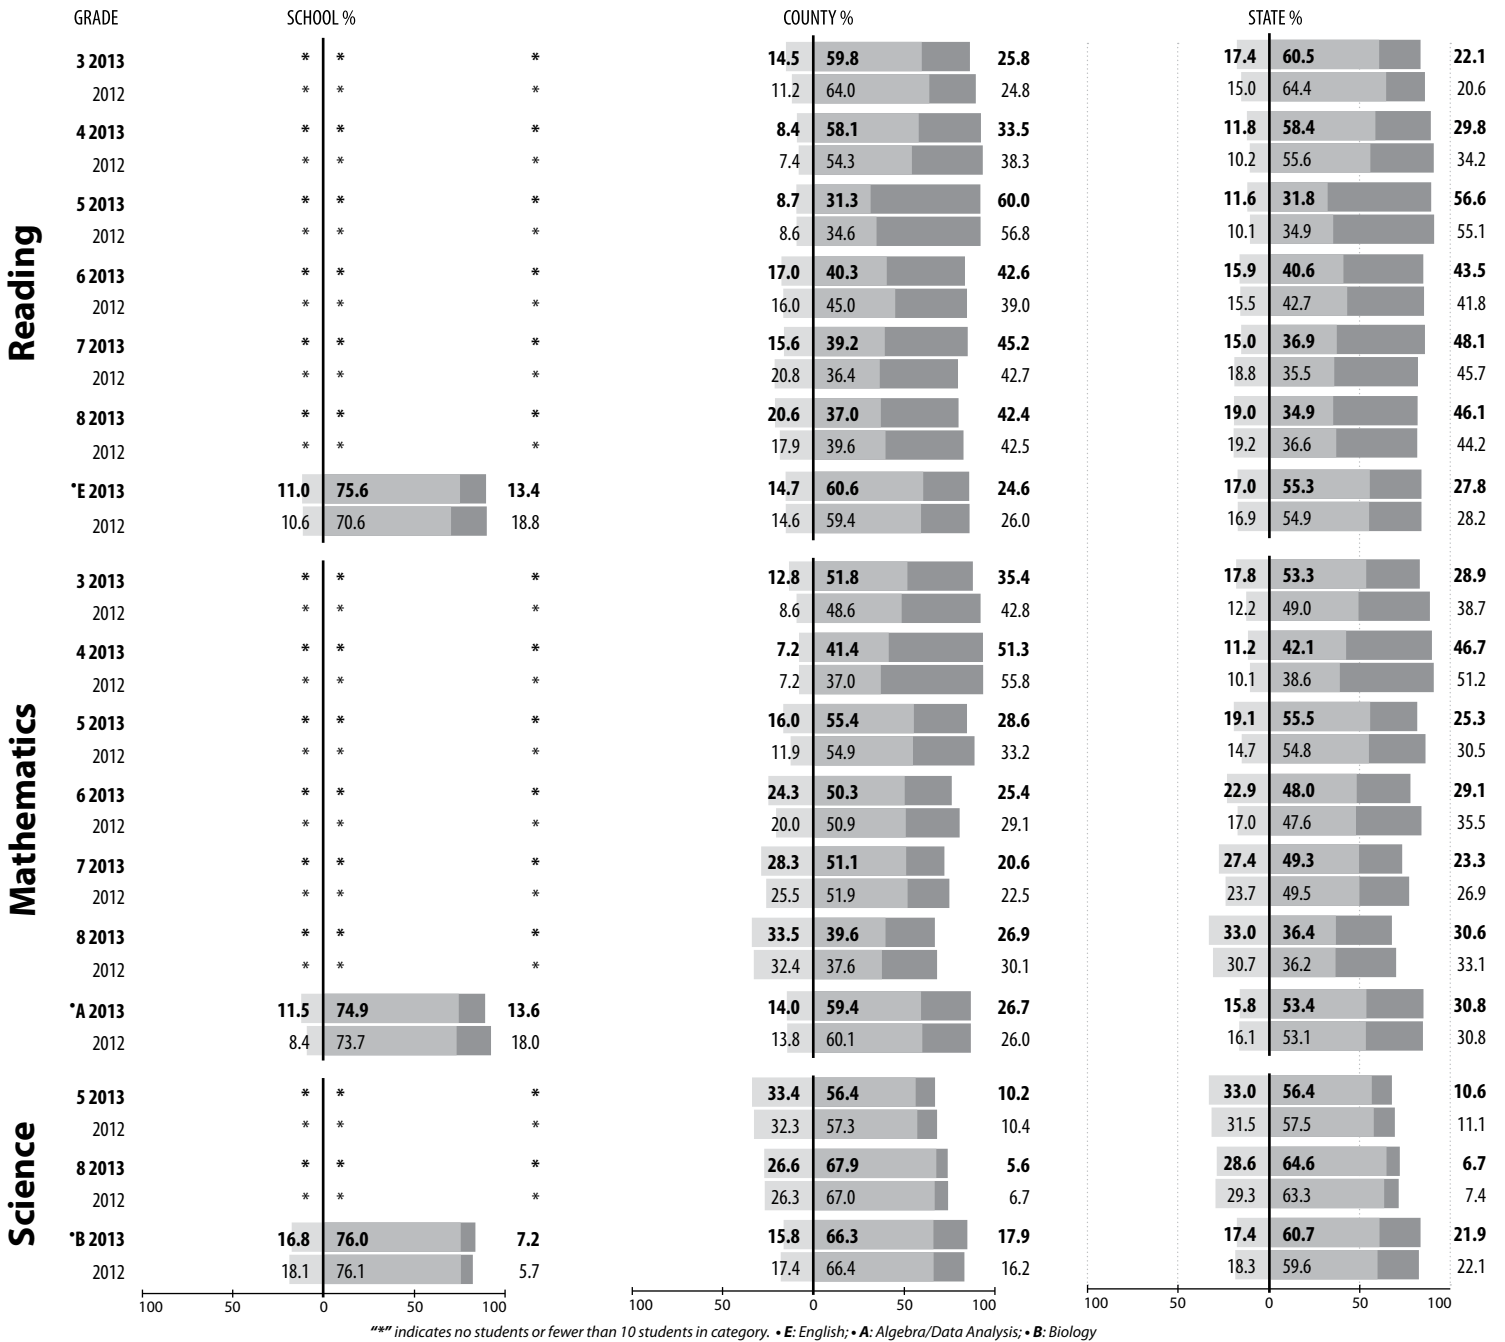 GRADE SCHOOL % COUNTY % STATE %
Reading
3 2013 * * * 14.5 59.8 25.8 17.4 60.5 22.1
2012 * * * 11.2 64.0 24.8 15.0 64.4 20.6
4 2013 * * * 8.4 58.1 33.5 11.8 58.4 29.8
2012 * * * 7.4 54.3 38.3 10.2 55.6 34.2
5 2013 * * * 8.7 31.3 60.0 11.6 31.8 56.6
2012 * * * 8.6 34.6 56.8 10.1 34.9 55.1
6 2013 * * * 17.0 40.3 42.6 15.9 40.6 43.5
2012 * * * 16.0 45.0 39.0 15.5 42.7 41.8
7 2013 * * * 15.6 39.2 45.2 15.0 36.9 48.1
2012 * * * 20.8 36.4 42.7 18.8 35.5 45.7
8 2013 * * * 20.6 37.0 42.4 19.0 34.9 46.1
2012 * * * 17.9 39.6 42.5 19.2 36.6 44.2
•E 2013 11.0 75.6 13.4 14.7 60.6 24.6 17.0 55.3 27.8
2012 10.6 70.6 18.8 14.6 59.4 26.0 16.9 54.9 28.2
Mathematics
3 2013 * * * 12.8 51.8 35.4 17.8 53.3 28.9
2012 * * * 8.6 48.6 42.8 12.2 49.0 38.7
4 2013 * * * 7.2 41.4 51.3 11.2 42.1 46.7
2012 * * * 7.2 37.0 55.8 10.1 38.6 51.2
5 2013 * * * 16.0 55.4 28.6 19.1 55.5 25.3
2012 * * * 11.9 54.9 33.2 14.7 54.8 30.5
6 2013 * * * 24.3 50.3 25.4 22.9 48.0 29.1
2012 * * * 20.0 50.9 29.1 17.0 47.6 35.5
7 2013 * * * 28.3 51.1 20.6 27.4 49.3 23.3
2012 * * * 25.5 51.9 22.5 23.7 49.5 26.9
8 2013 * * * 33.5 39.6 26.9 33.0 36.4 30.6
2012 * * * 32.4 37.6 30.1 30.7 36.2 33.1
•A 2013 11.5 74.9 13.6 14.0 59.4 26.7 15.8 53.4 30.8
2012 8.4 73.7 18.0 13.8 60.1 26.0 16.1 53.1 30.8
Science
5 2013 * * * 33.4 56.4 10.2 33.0 56.4 10.6
2012 * * * 32.3 57.3 10.4 31.5 57.5 11.1
8 2013 * * * 26.6 67.9 5.6 28.6 64.6 6.7
2012 * * * 26.3 67.0 6.7 29.3 63.3 7.4
•B 2013 16.8 76.0 7.2 15.8 66.3 17.9 17.4 60.7 21.9
2012 18.1 76.1 5.7 17.4 66.4 16.2 18.3 59.6 22.1
100 50 0 50 100 100 50 0 50 100 100 50 0 50 100
“*” indicates no students or fewer than 10 students in category. • E: English; • A: Algebra/Data Analysis; • B: Biology